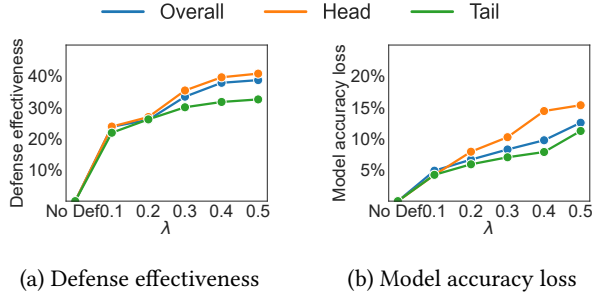 Overall Head Tail
Defense effectiveness
40%
30%
20%
10%
No Def. 0.1 0.2 0.3 0.4 0.5
λ
(a) Defense effectiveness
Model accuracy loss
20%
15%
10%
5%
No Def. 0.1 0.2 0.3 0.4 0.5
λ
(b) Model accuracy loss